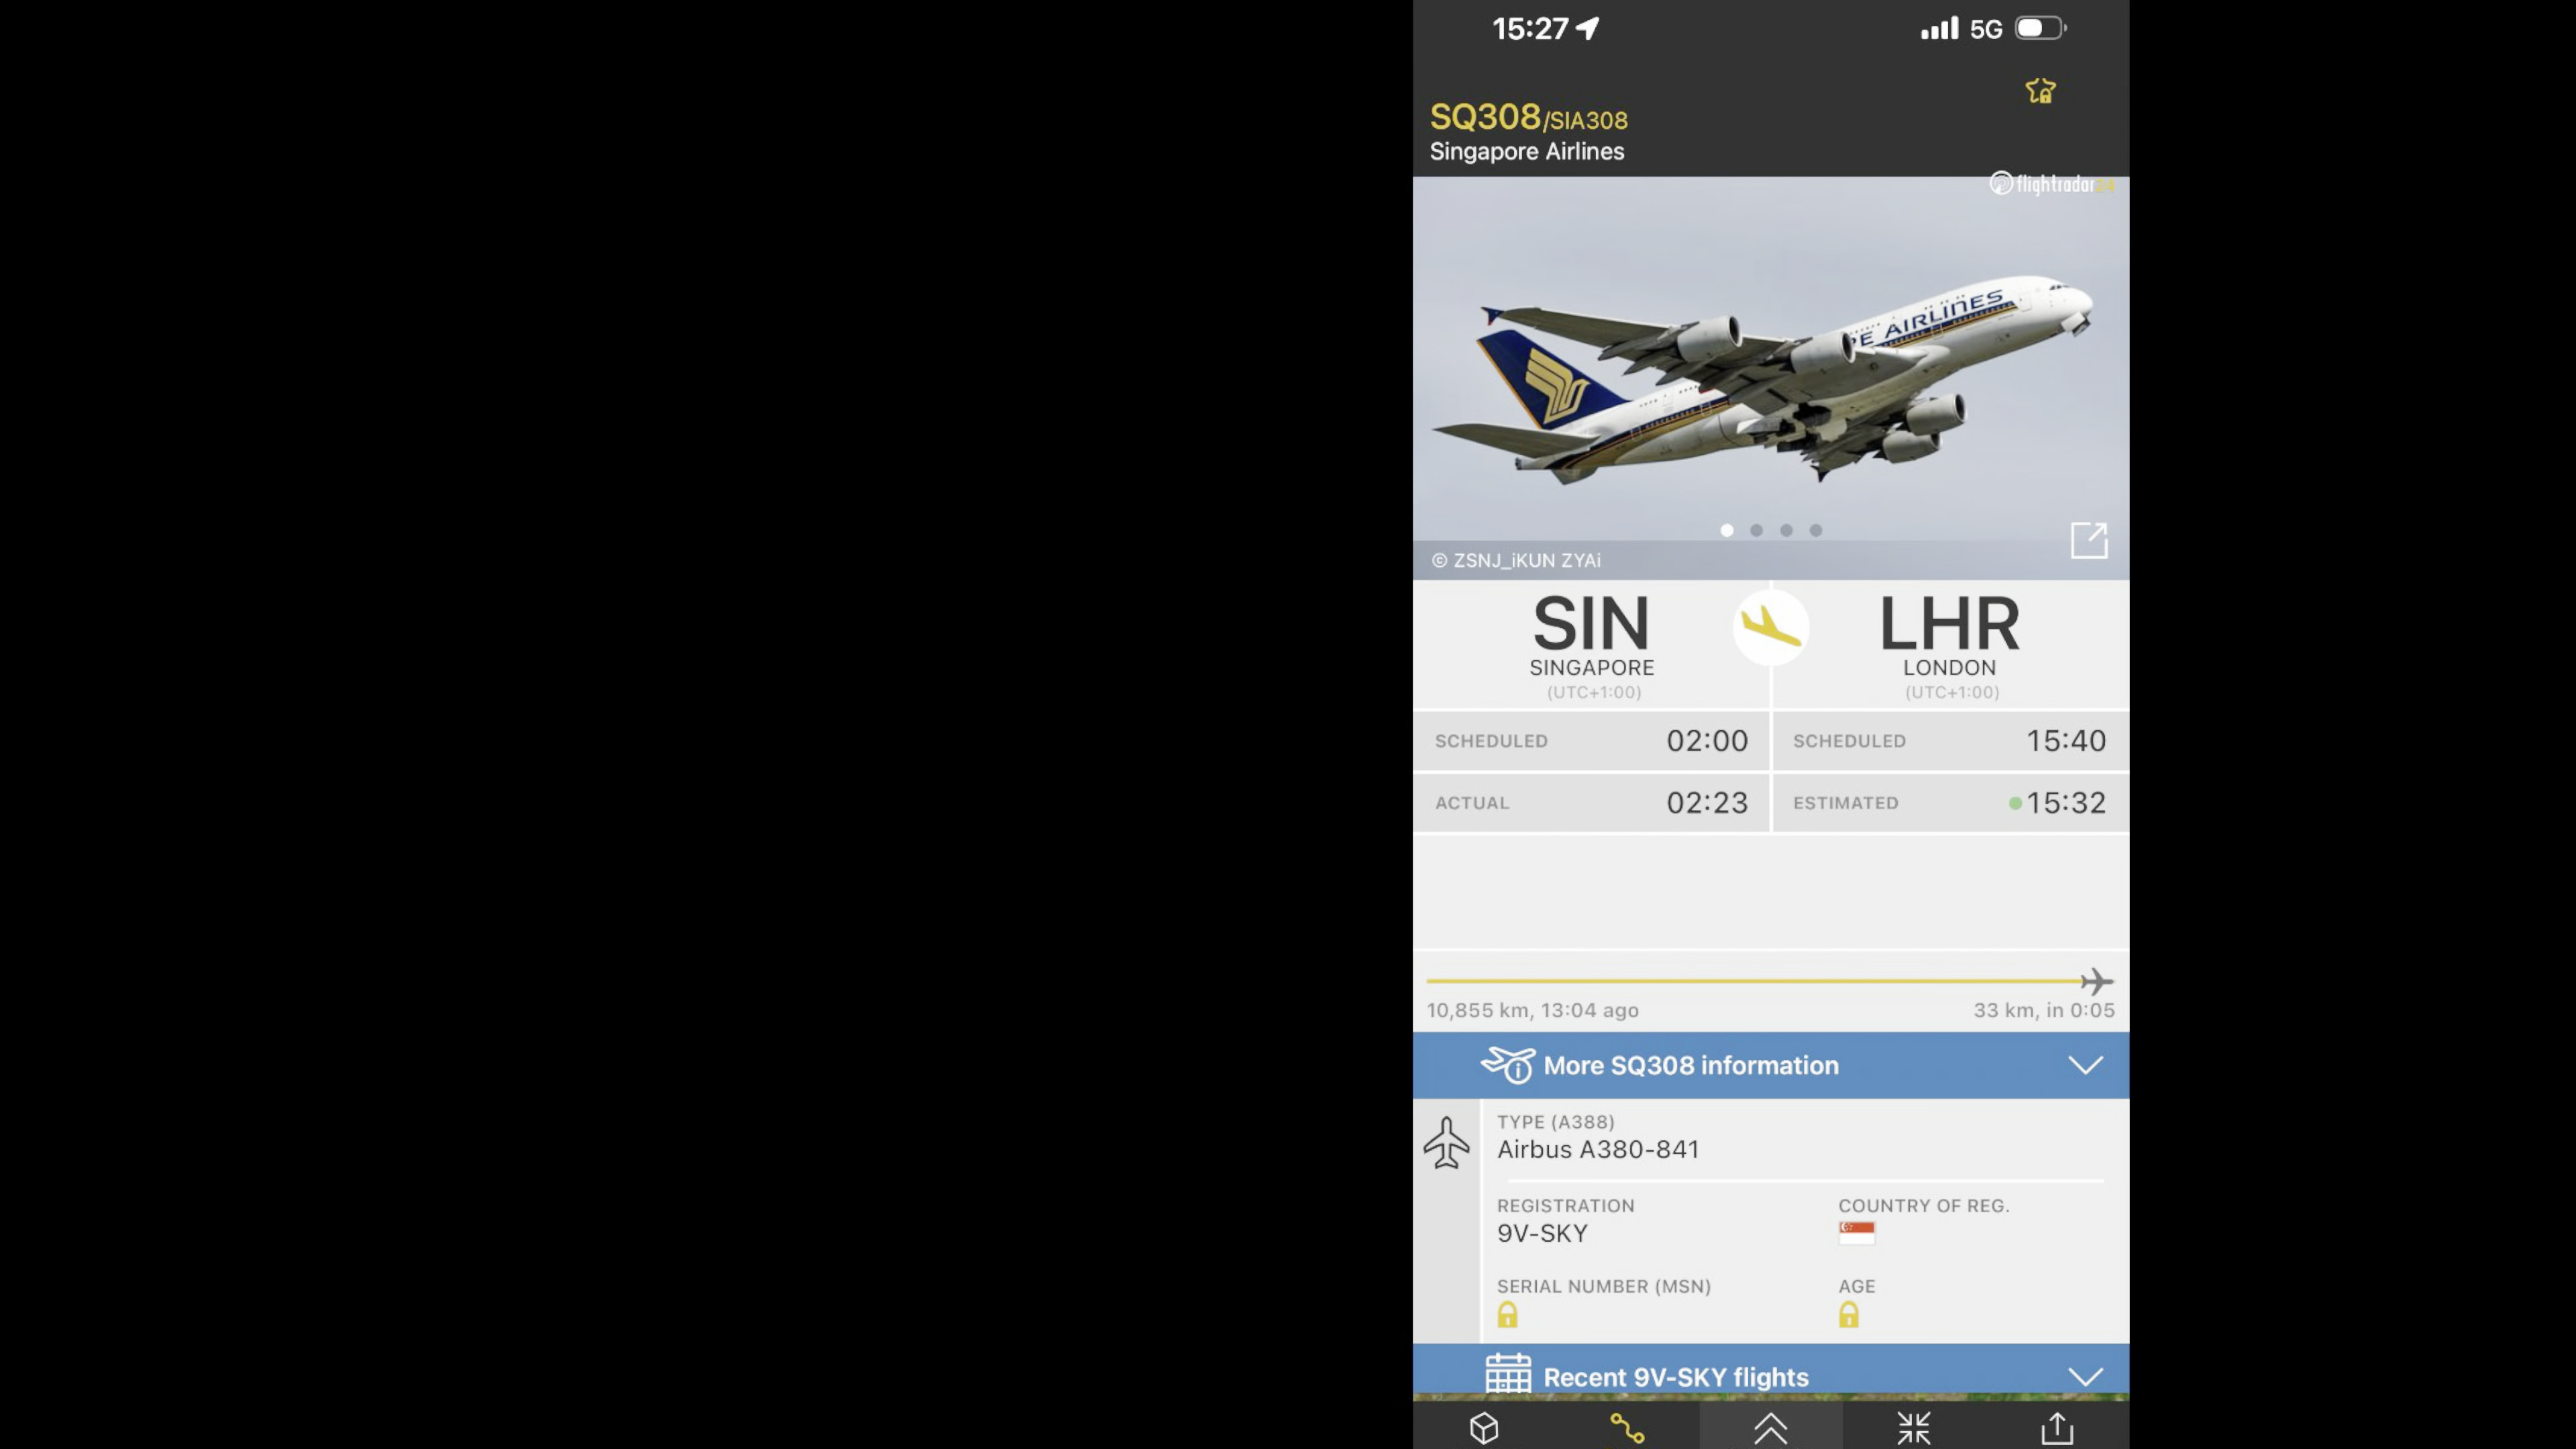 15:27
5G
SQ308/SIA308
Singapore Airlines
flightradar24
PE AIRLINES
© ZSNJ_iKUN ZYAi
SIN
SINGAPORE
(UTC+1:00)
LHR
LONDON
(UTC+1:00)
SCHEDULED 02:00
SCHEDULED 15:40
ACTUAL 02:23
ESTIMATED 15:32
10,855 km, 13:04 ago
33 km, in 0:05
More SQ308 information
TYPE (A388)
Airbus A380-841
REGISTRATION
9V-SKY
COUNTRY OF REG.
SERIAL NUMBER (MSN)
AGE
Recent 9V-SKY flights